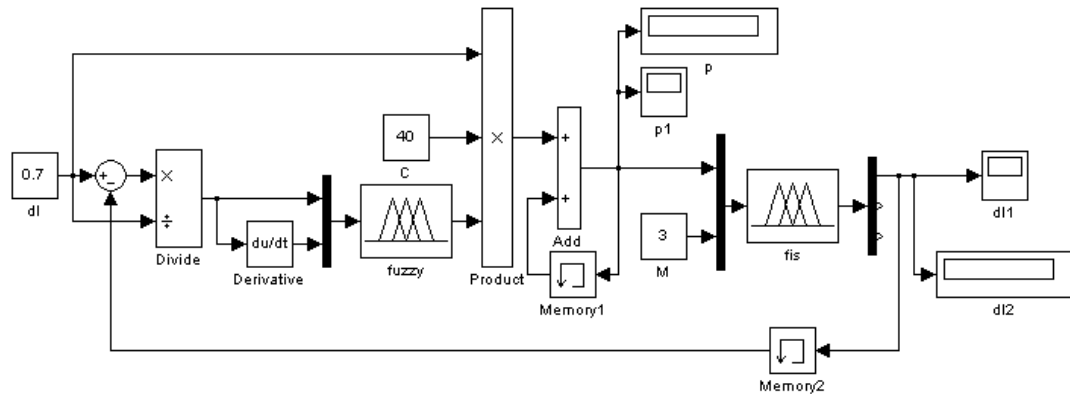 p
p1
40
C
0.7
dI
+
−
×
÷
Divide
du/dt
Derivative
fuzzy
×
Product
+
+
Add
Memory1
3
M
fis
dI1
dI2
Memory2